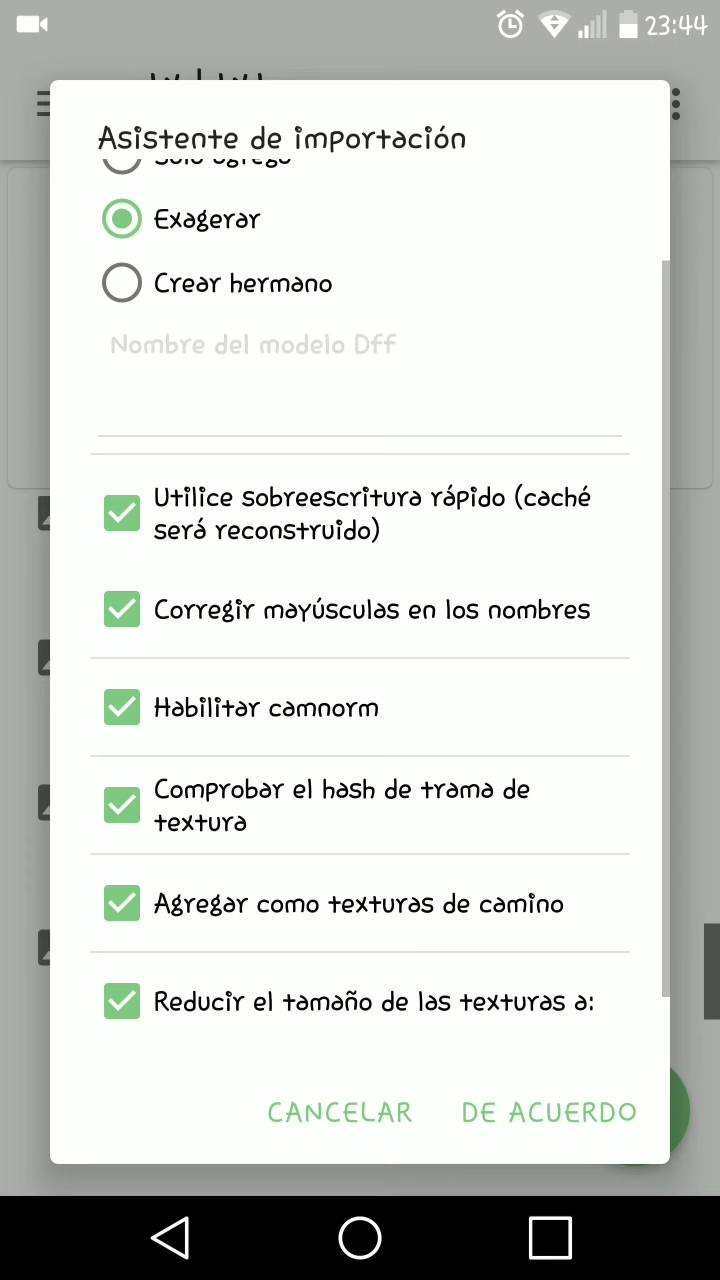 23:44
Asistente de importación
Solo agrego
Exagerar
Crear hermano
Nombre del modelo Dff
Utilice sobreescritura rápido (caché
será reconstruido)
Corregir mayúsculas en los nombres
Habilitar camnorm
Comprobar el hash de trama de
textura
Agregar como texturas de camino
Reducir el tamaño de las texturas a:
CANCELAR DE ACUERDO